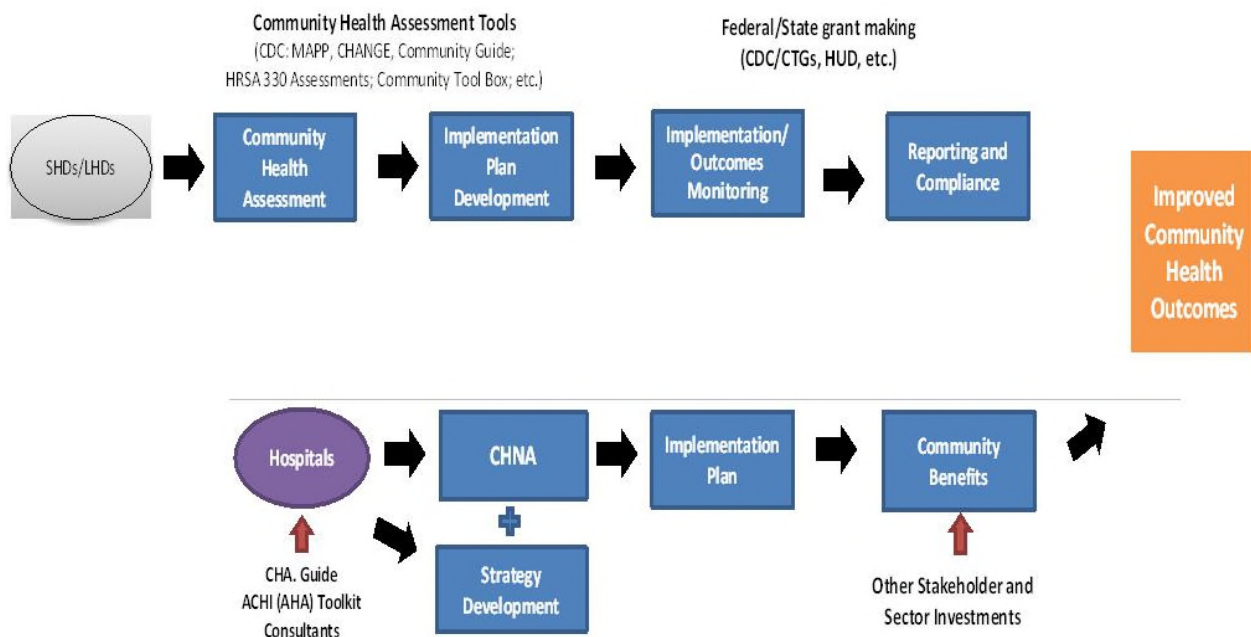 Community Health Assessment Tools
(CDC: MAPP, CHANGE, Community Guide;
HRSA 330 Assessments; Community Tool Box; etc.)
Federal/State grant making
(CDC/CTGs, HUD, etc.)
SHDs/LHDs
Community
Health
Assessment
Implementation
Plan
Development
Implementation/
Outcomes
Monitoring
Reporting and
Compliance
Improved
Community
Health
Outcomes
Hospitals
CHNA
Implementation
Plan
Community
Benefits
Strategy
Development
CHA. Guide
ACHI (AHA) Toolkit
Consultants
Other Stakeholder and
Sector Investments